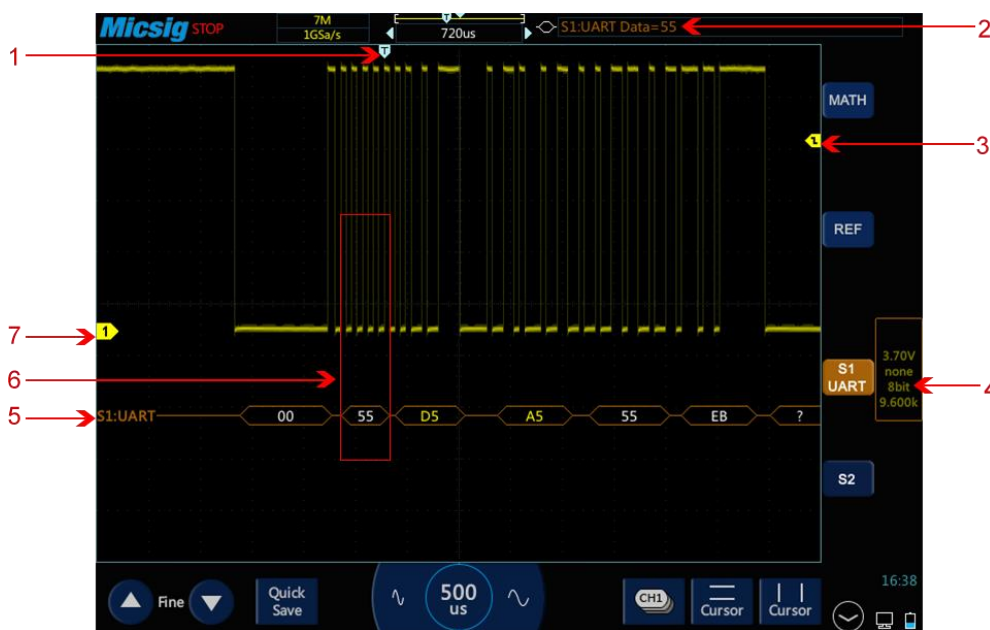 Micsig STOP
7M
1GSa/s
T
720us
S1:UART Data=55
2
1
T
MATH
3
REF
7
1
6
S1
UART
3.70V
none
8bit
9.600k
4
5
S1:UART
00
55
D5
A5
55
EB
?
S2
Fine
Quick
Save
500
us
CH1
Cursor
Cursor
16:38